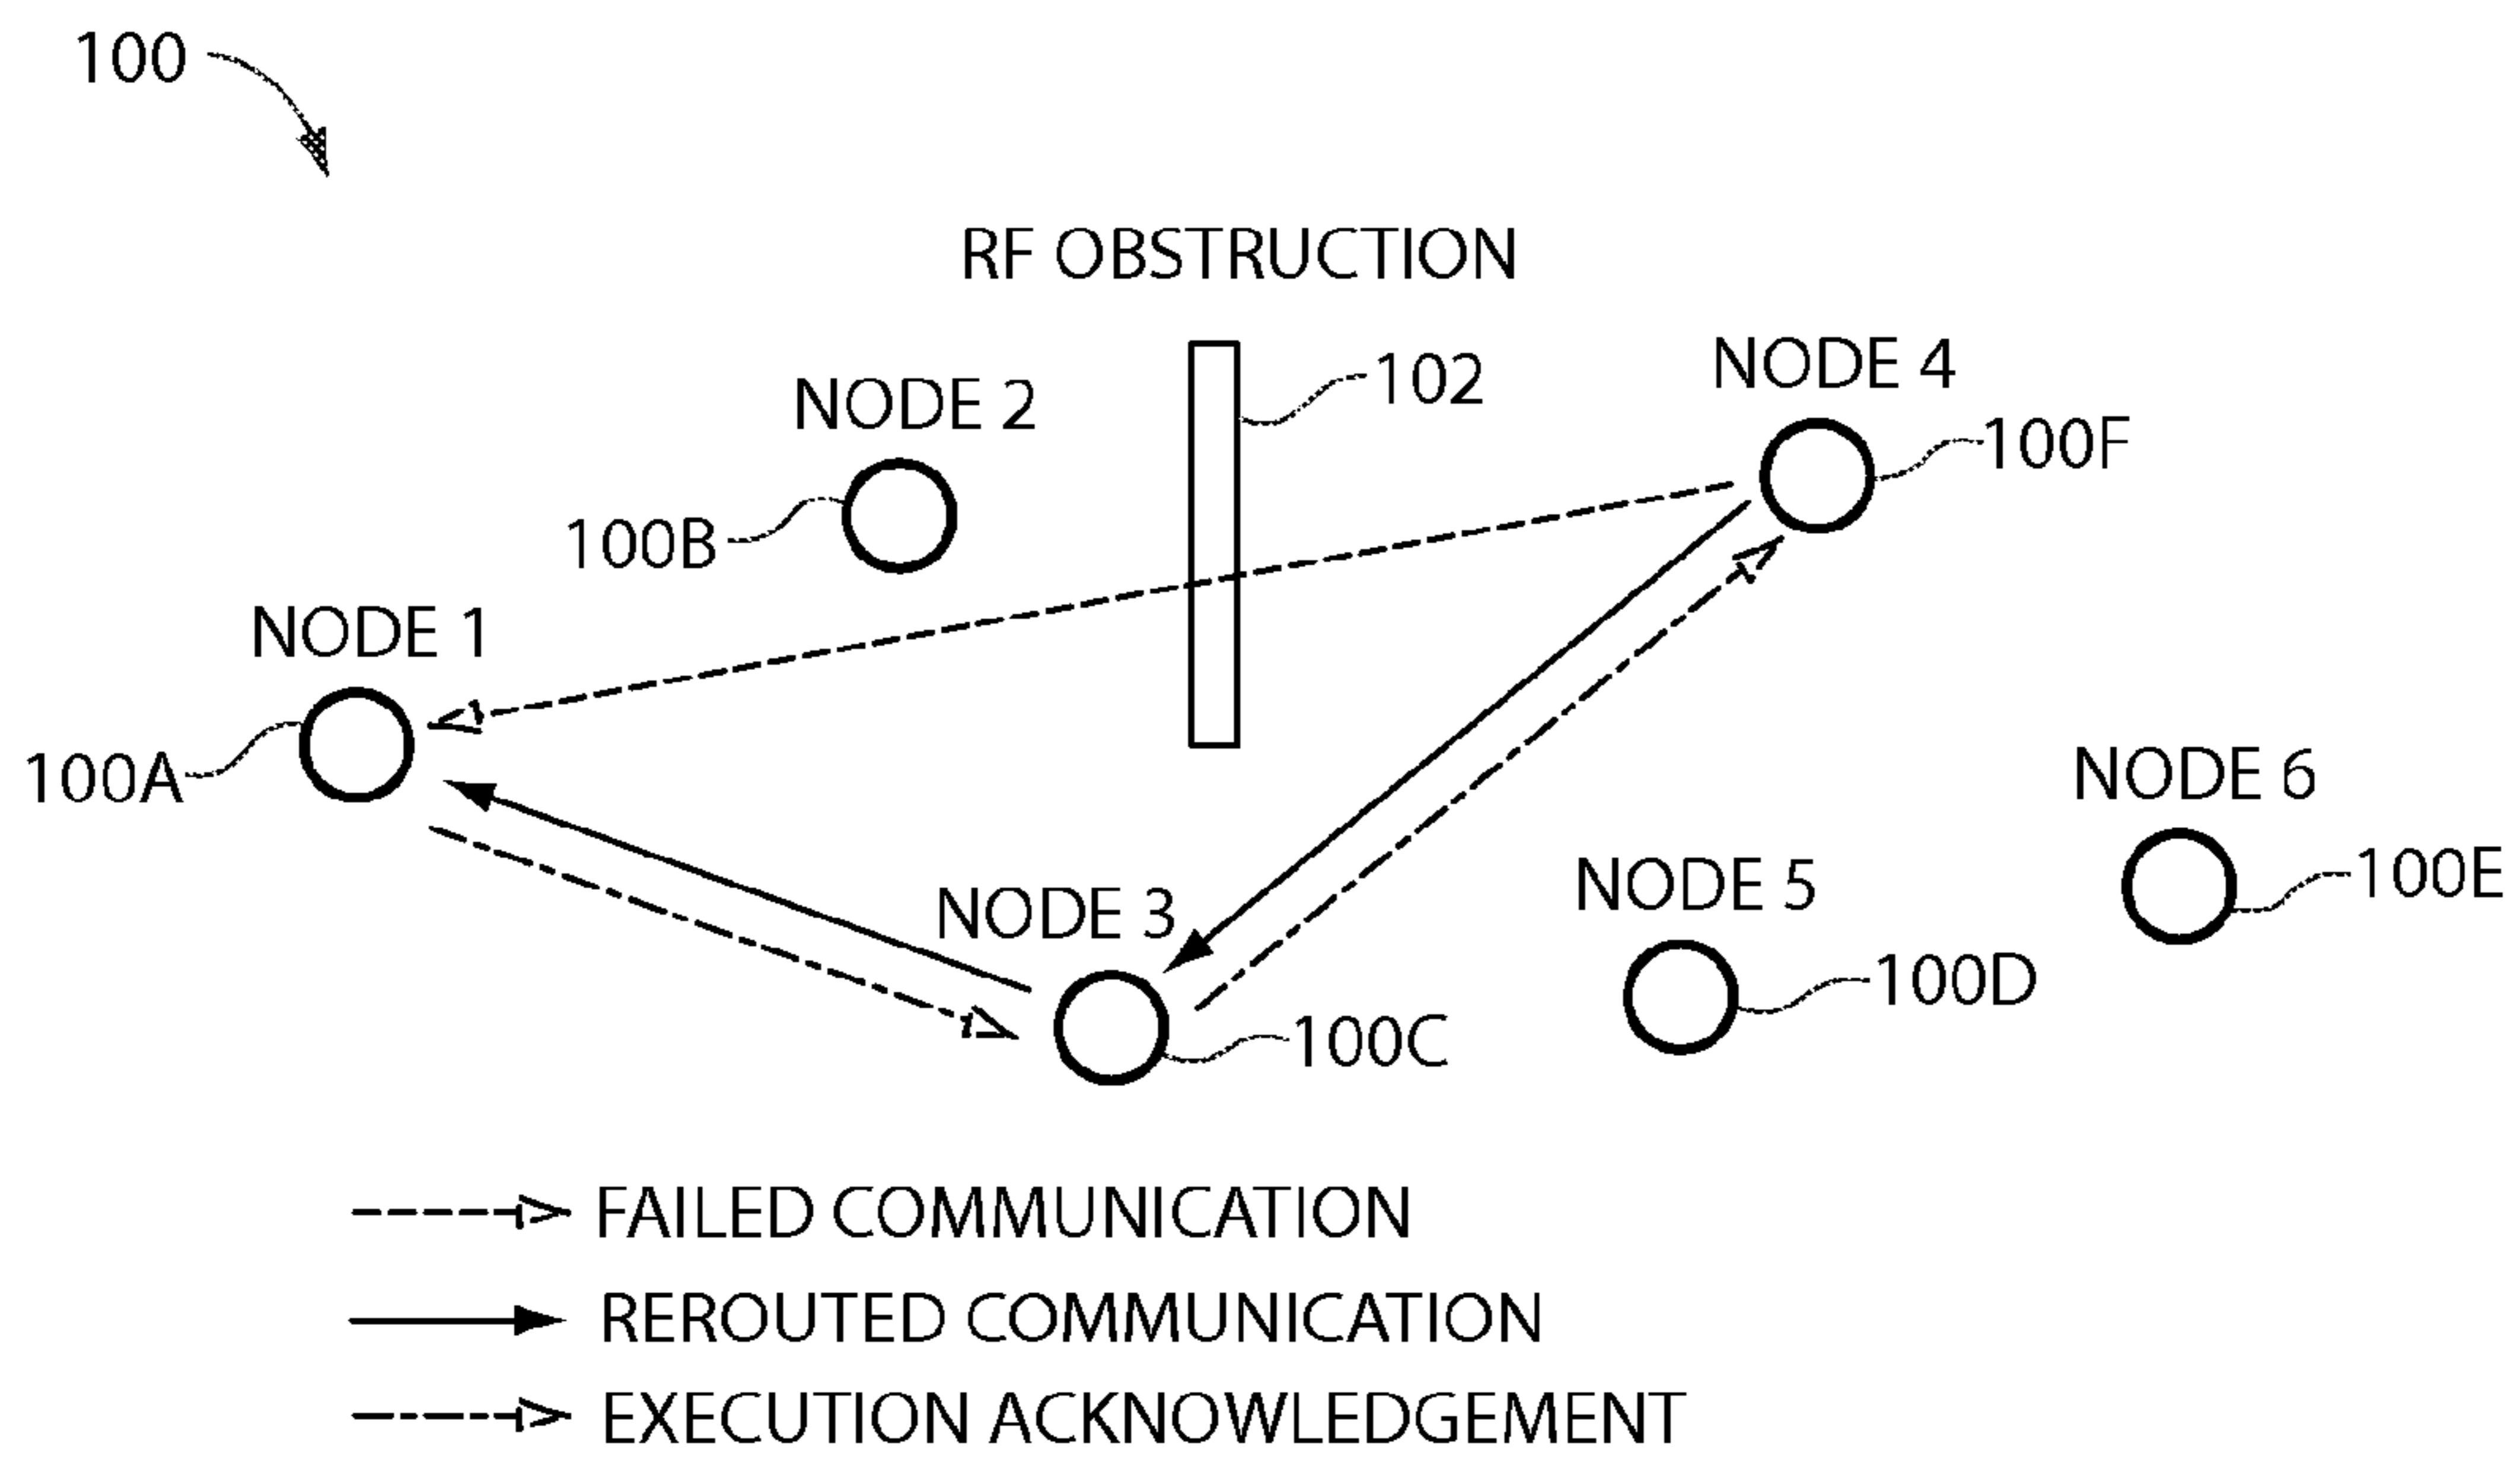 100
RF OBSTRUCTION
NODE 4
102
NODE 2
100F
100B
NODE 1
NODE 6
100A
NODE 5
100E
NODE 3
100D
100C
FAILED COMMUNICATION
REROUTED COMMUNICATION
EXECUTION ACKNOWLEDGEMENT